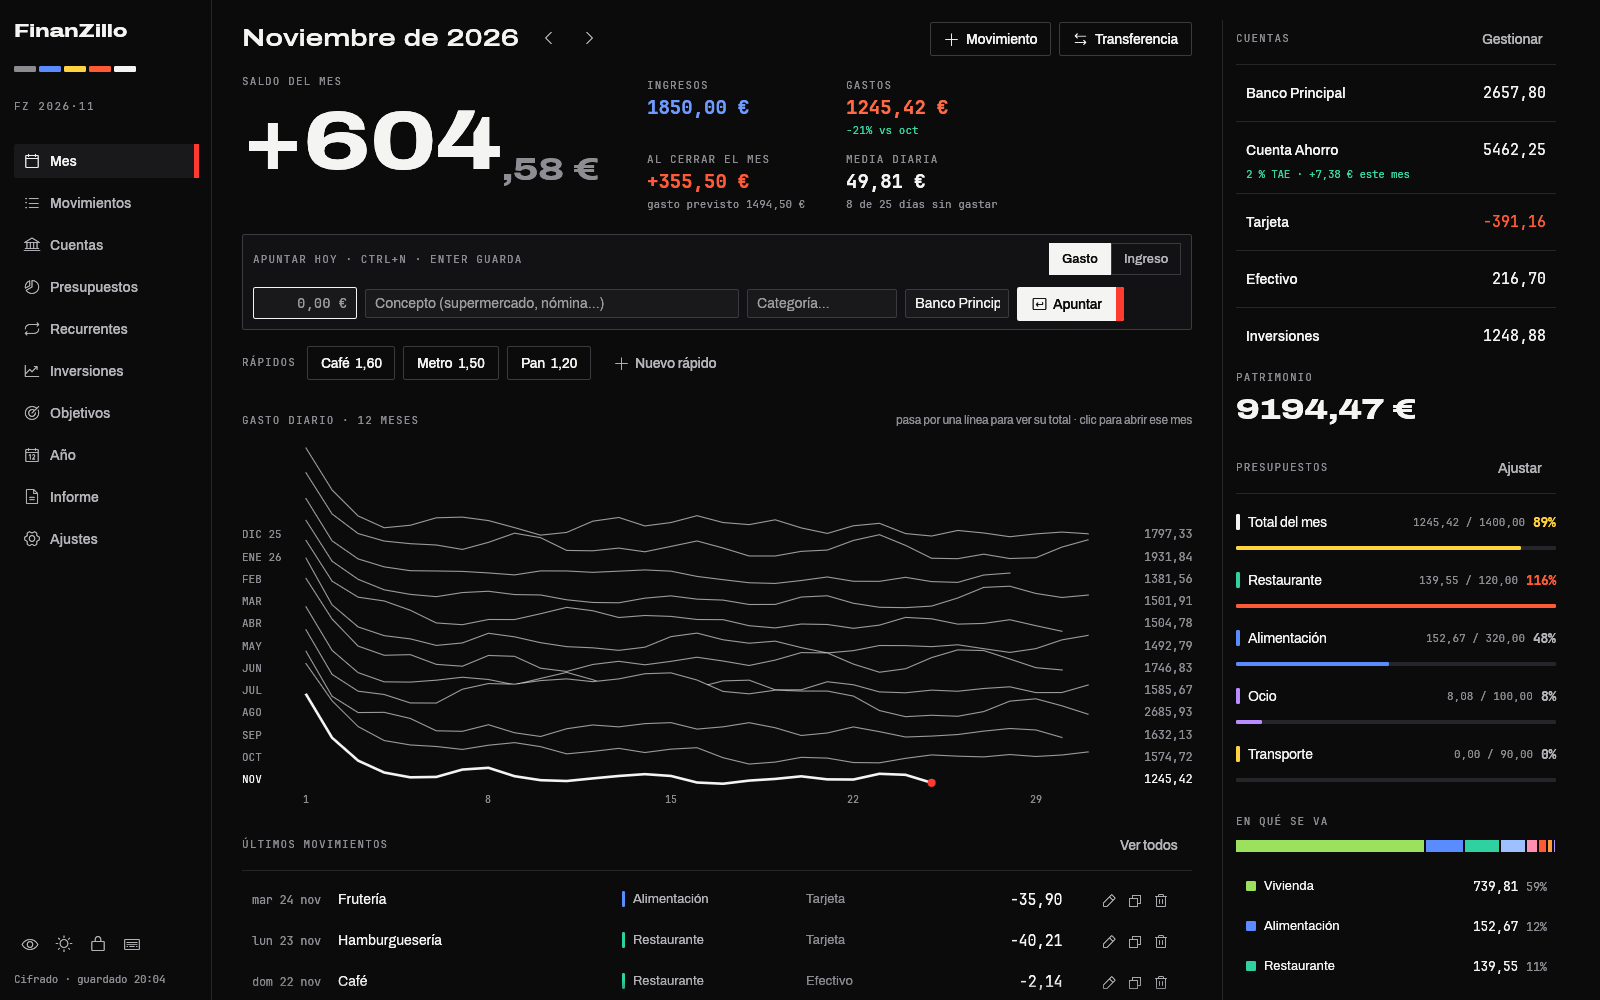 FinanZillo
FZ 2026·11
Mes
Movimientos
Cuentas
Presupuestos
Recurrentes
Inversiones
Objetivos
Año
Informe
Ajustes
Cifrado · guardado 20:04
Noviembre de 2026
Movimiento
Transferencia
SALDO DEL MES
+604,58 €
INGRESOS
1850,00 €
GASTOS
1245,42 €
-21% vs oct
AL CERRAR EL MES
+355,50 €
gasto previsto 1494,50 €
MEDIA DIARIA
49,81 €
8 de 25 días sin gastar
APUNTAR HOY · CTRL+N · ENTER GUARDA
Gasto
Ingreso
0,00 €
Concepto (supermercado, nómina...)
Categoría...
Banco Princip
Apuntar
RÁPIDOS
Café 1,60
Metro 1,50
Pan 1,20
Nuevo rápido
GASTO DIARIO · 12 MESES
pasa por una línea para ver su total · clic para abrir ese mes
DIC 25 1797,33
ENE 26 1931,84
FEB 1381,56
MAR 1501,91
ABR 1504,78
MAY 1492,79
JUN 1746,83
JUL 1585,67
AGO 2685,93
SEP 1632,13
OCT 1574,72
NOV 1245,42
1 8 15 22 29
ÚLTIMOS MOVIMIENTOS
Ver todos
mar 24 nov Frutería Alimentación Tarjeta -35,90
lun 23 nov Hamburguesería Restaurante Tarjeta -40,21
dom 22 nov Café Restaurante Efectivo -2,14
CUENTAS
Gestionar
Banco Principal 2657,80
Cuenta Ahorro 5462,25
2 % TAE · +7,38 € este mes
Tarjeta -391,16
Efectivo 216,70
Inversiones 1248,88
PATRIMONIO
9194,47 €
PRESUPUESTOS
Ajustar
Total del mes 1245,42 / 1400,00 89%
Restaurante 139,55 / 120,00 116%
Alimentación 152,67 / 320,00 48%
Ocio 8,08 / 100,00 8%
Transporte 0,00 / 90,00 0%
EN QUÉ SE VA
Vivienda 739,81 59%
Alimentación 152,67 12%
Restaurante 139,55 11%